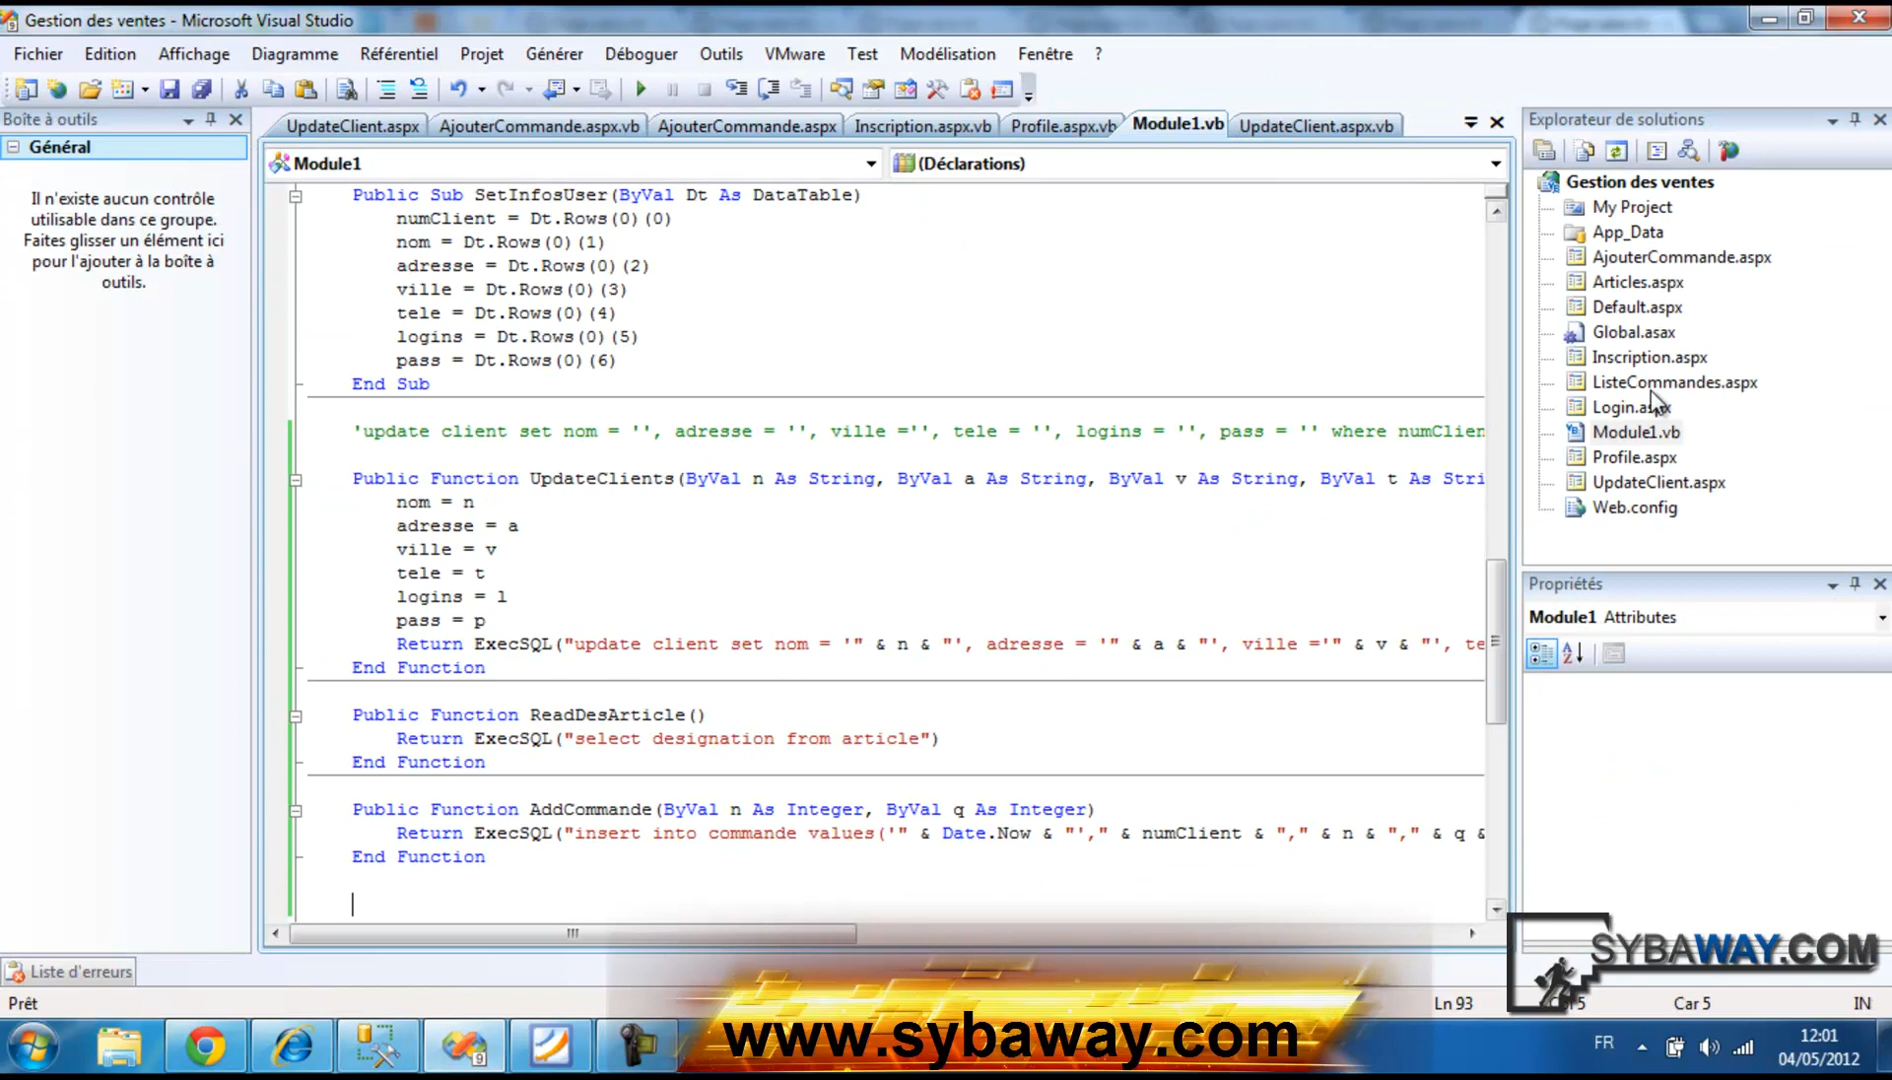 Gestion des ventes - Microsoft Visual Studio
Fichier Edition Affichage Diagramme Référentiel Projet Générer Déboguer Outils VMware Test Modélisation Fenêtre ?
Boîte à outils
Général
Il n'existe aucun contrôle
utilisable dans ce groupe.
Faites glisser un élément ici
pour l'ajouter à la boîte à
outils.
UpdateClient.aspx AjouterCommande.aspx.vb AjouterCommande.aspx Inscription.aspx.vb Profile.aspx.vb Module1.vb UpdateClient.aspx.vb
Module1 (Déclarations)
Public Sub SetInfosUser(ByVal Dt As DataTable)
numClient = Dt.Rows(0)(0)
nom = Dt.Rows(0)(1)
adresse = Dt.Rows(0)(2)
ville = Dt.Rows(0)(3)
tele = Dt.Rows(0)(4)
logins = Dt.Rows(0)(5)
pass = Dt.Rows(0)(6)
End Sub
'update client set nom = '', adresse = '', ville ='', tele = '', logins = '', pass = '' where numClien
Public Function UpdateClients(ByVal n As String, ByVal a As String, ByVal v As String, ByVal t As Stri
nom = n
adresse = a
ville = v
tele = t
logins = l
pass = p
Return ExecSQL("update client set nom = '" & n & "', adresse = '" & a & "', ville ='" & v & "', te
End Function
Public Function ReadDesArticle()
Return ExecSQL("select designation from article")
End Function
Public Function AddCommande(ByVal n As Integer, ByVal q As Integer)
Return ExecSQL("insert into commande values('" & Date.Now & "'," & numClient & "," & n & "," & q &
End Function
Explorateur de solutions
Gestion des ventes
My Project
App_Data
AjouterCommande.aspx
Articles.aspx
Default.aspx
Global.asax
Inscription.aspx
ListeCommandes.aspx
Login.aspx
Module1.vb
Profile.aspx
UpdateClient.aspx
Web.config
Propriétés
Module1 Attributes
Liste d'erreurs
Prêt
Ln 93 Col 5 Car 5 IN
SYBAWAY.COM
www.sybaway.com
FR
12:01
04/05/2012